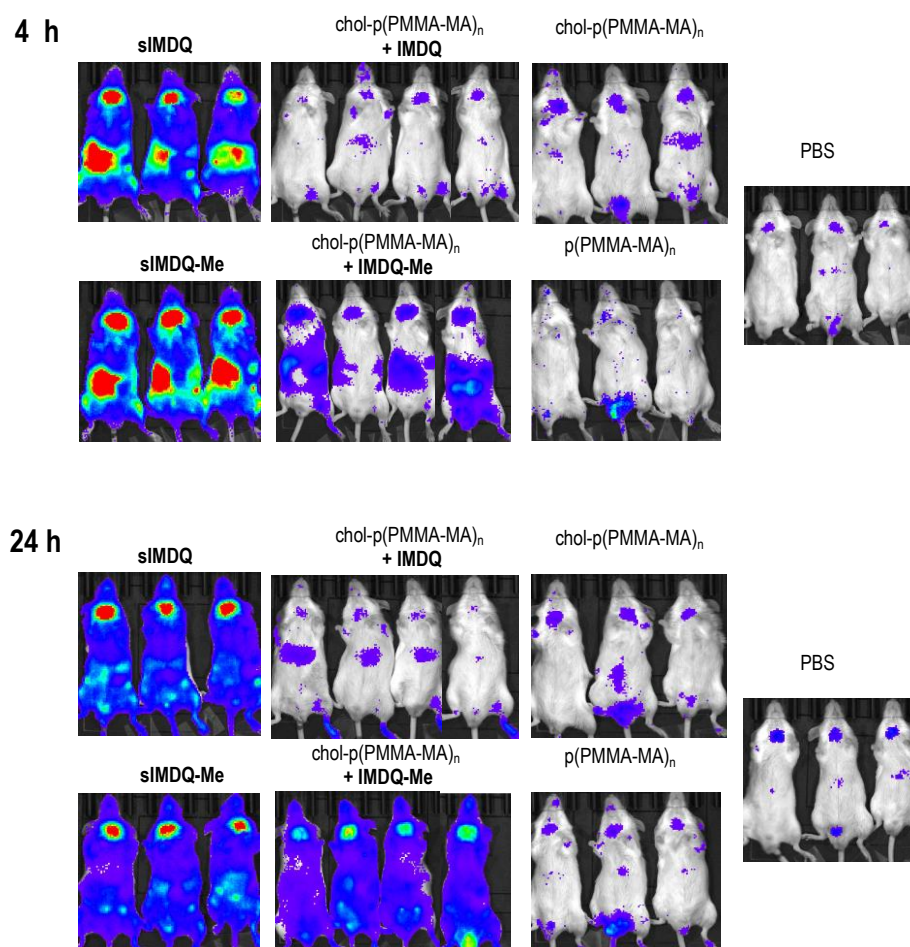 4 h
sIMDQ
chol-p(PMMA-MA)n
+ IMDQ
chol-p(PMMA-MA)n
PBS
sIMDQ-Me
chol-p(PMMA-MA)n
+ IMDQ-Me
p(PMMA-MA)n
24 h
sIMDQ
chol-p(PMMA-MA)n
+ IMDQ
chol-p(PMMA-MA)n
PBS
sIMDQ-Me
chol-p(PMMA-MA)n
+ IMDQ-Me
p(PMMA-MA)n